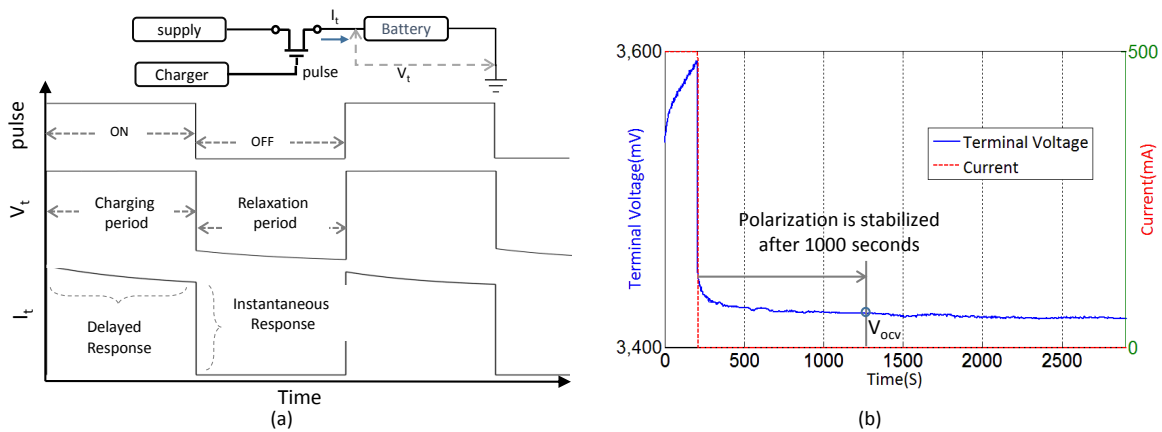 supply
Charger
I_t
Battery
pulse
V_t
pulse
ON
OFF
V_t
Charging
period
Relaxation
period
I_t
Delayed
Response
Instantaneous
Response
Time
(a)
3,600
3,400
Terminal Voltage(mV)
500
0
Current(mA)
Terminal Voltage
Current
Polarization is stabilized
after 1000 seconds
V_ocv
0 500 1000 1500 2000 2500
Time(S)
(b)